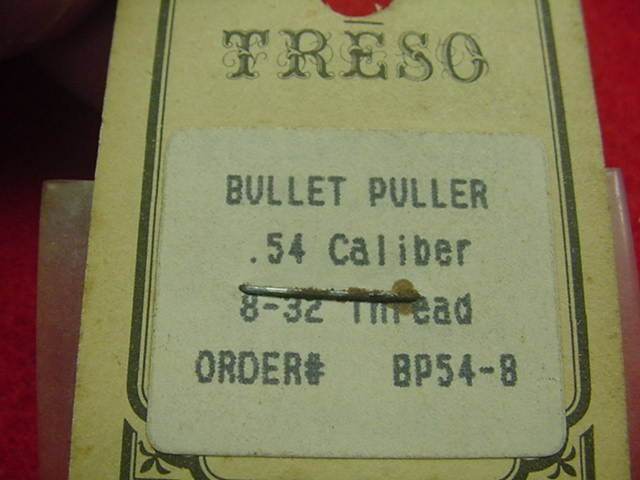 TRESO
BULLET PULLER
.54 Caliber
8-32 Thread
ORDER# BP54-8